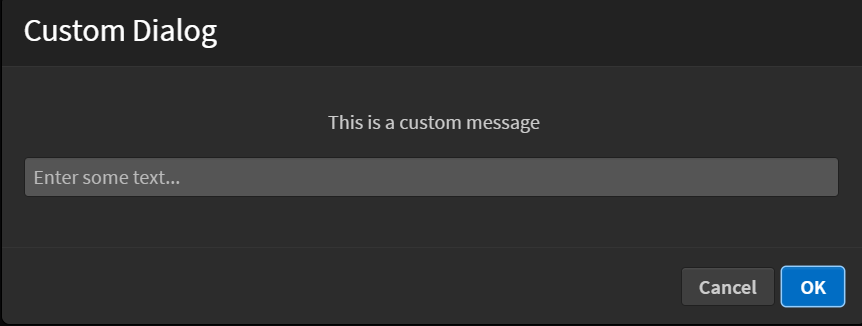 Custom Dialog
This is a custom message
Enter some text...
Cancel
OK